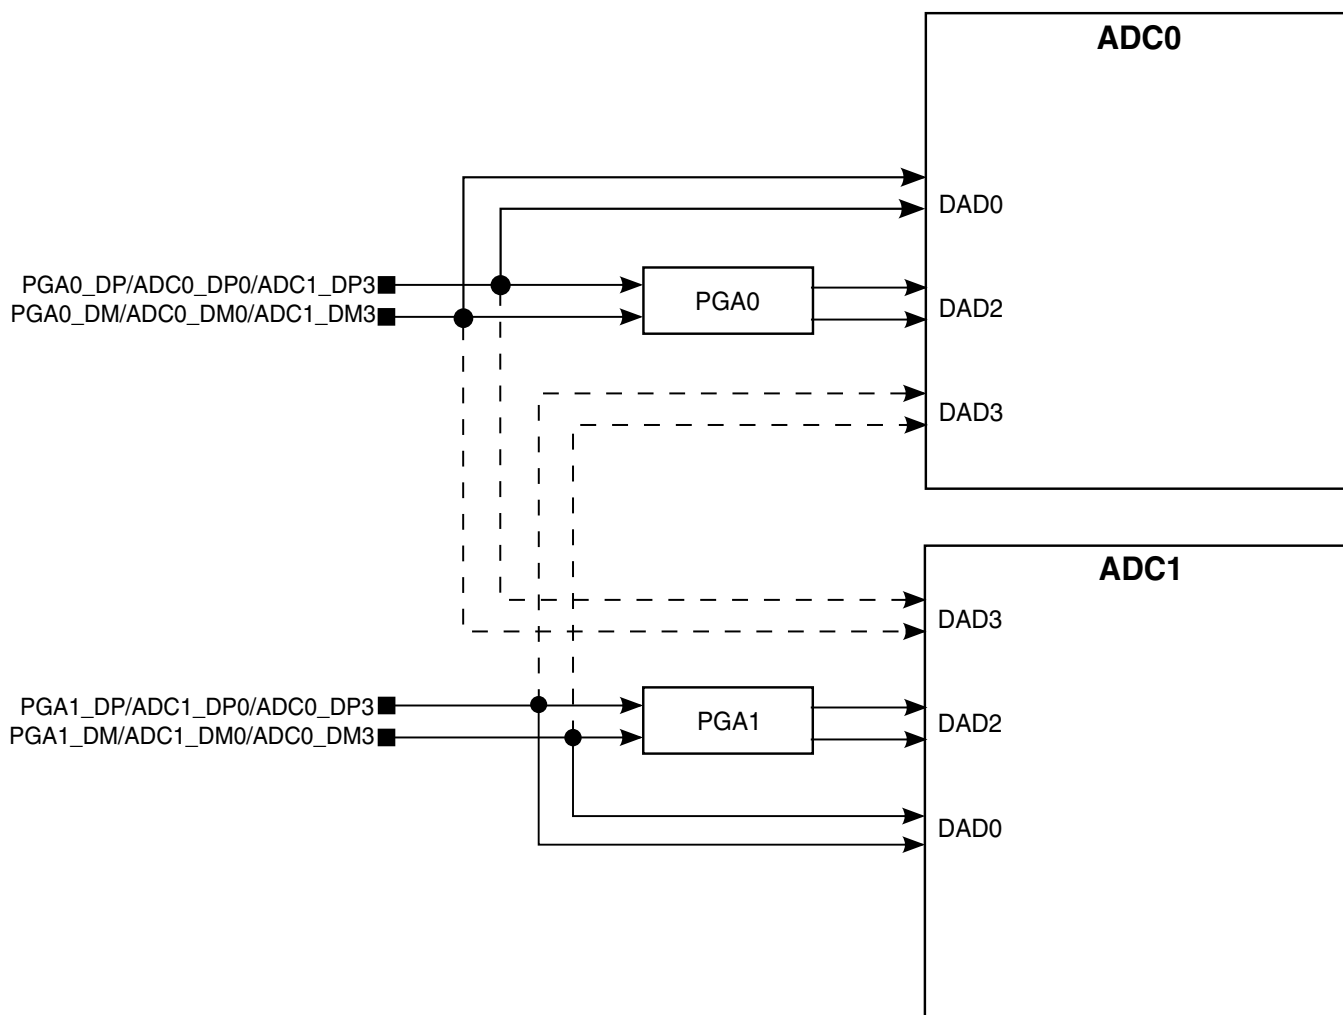 ADC0
DAD0
PGA0_DP/ADC0_DP0/ADC1_DP3
PGA0_DM/ADC0_DM0/ADC1_DM3
PGA0
DAD2
DAD3
ADC1
DAD3
PGA1_DP/ADC1_DP0/ADC0_DP3
PGA1_DM/ADC1_DM0/ADC0_DM3
PGA1
DAD2
DAD0